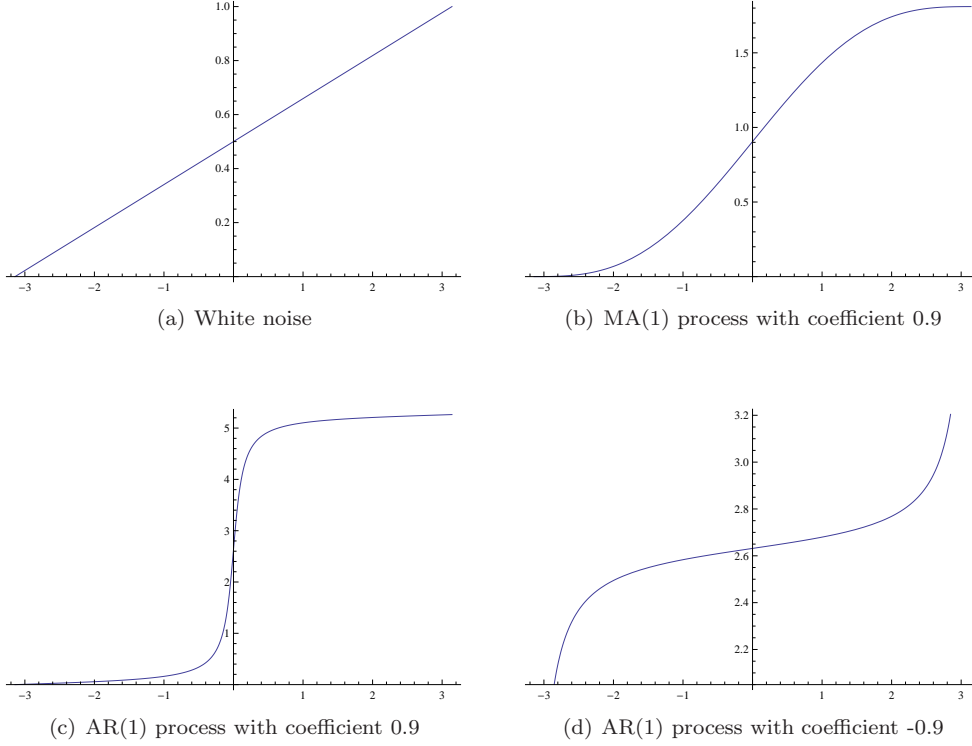 1.0
0.8
0.6
0.4
0.2
−3 −2 −1 1 2 3
(a) White noise
1.5
1.0
0.5
−3 −2 −1 1 2 3
(b) MA(1) process with coefficient 0.9
5
4
3
2
1
−3 −2 −1 1 2 3
(c) AR(1) process with coefficient 0.9
3.2
3.0
2.8
2.6
2.4
2.2
−3 −2 −1 1 2 3
(d) AR(1) process with coefficient -0.9